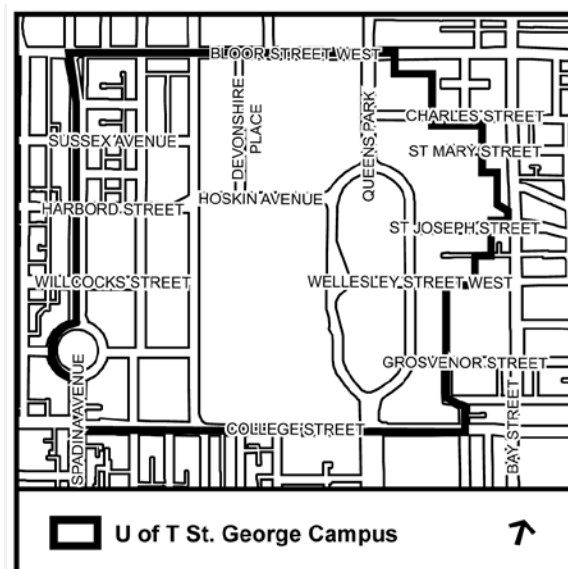 BLOOR STREET WEST
DEVONSHIRE
PLACE
QUEENS PARK
CHARLES STREET
SUSSEX AVENUE
ST MARY STREET
HOSKIN AVENUE
HARBORD STREET
ST JOSEPH STREET
WILLCOCKS STREET
WELLESLEY STREET WEST
GROSVENOR STREET
SPADINA AVENUE
BAY STREET
COLLEGE STREET
U of T St. George Campus